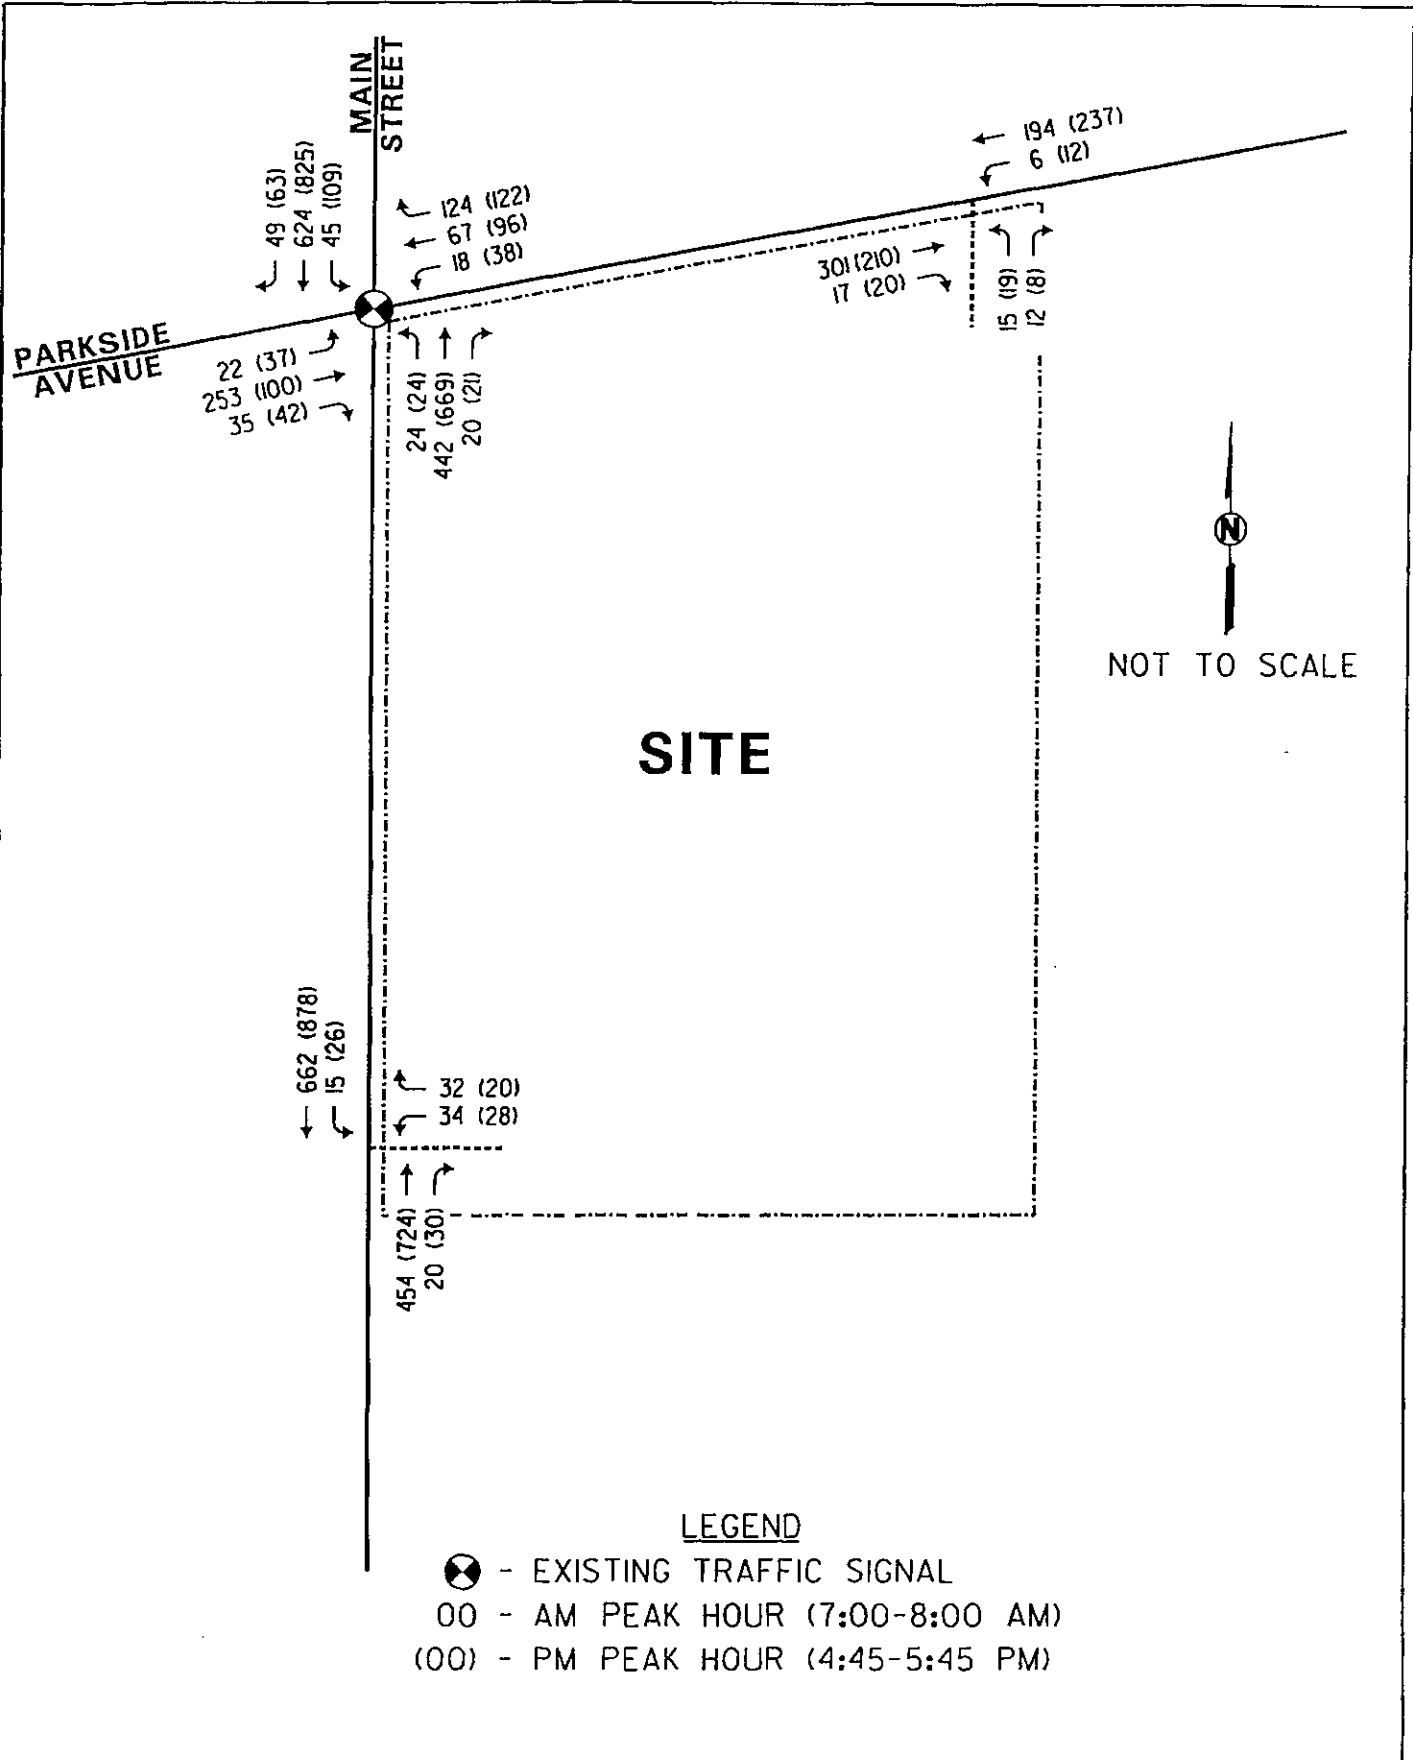 MAIN
STREET
194 (237)
6 (12)
49 (63)
624 (825)
45 (109)
124 (122)
67 (96)
18 (38)
301 (210)
17 (20)
15 (19)
12 (8)
PARKSIDE
AVENUE
22 (37)
253 (100)
35 (42)
24 (24)
442 (669)
20 (21)
N
NOT TO SCALE
SITE
662 (878)
15 (26)
32 (20)
34 (28)
454 (724)
20 (30)
LEGEND
- EXISTING TRAFFIC SIGNAL
00 - AM PEAK HOUR (7:00-8:00 AM)
(00) - PM PEAK HOUR (4:45-5:45 PM)